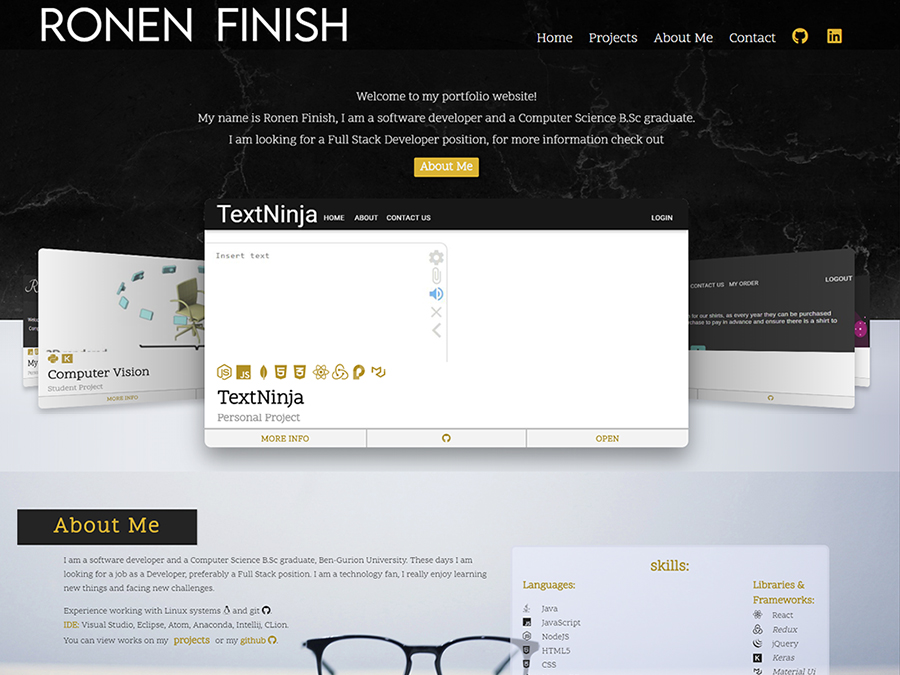 RONEN FINISH
Home Projects About Me Contact
Welcome to my portfolio website!
My name is Ronen Finish, I am a software developer and a Computer Science B.Sc graduate.
I am looking for a Full Stack Developer position, for more information check out
About Me
TextNinja HOME ABOUT CONTACT US LOGIN
Insert text
TextNinja
Personal Project
MORE INFO OPEN
Computer Vision
Student Project
MORE INFO
CONTACT US MY ORDER LOGOUT
for our shirts, as every year they can be purchased
to pay in advance and ensure there is a shirt to
About Me
I am a software developer and a Computer Science B.Sc graduate, Ben-Gurion University. These days I am
looking for a job as a Developer, preferably a Full Stack position. I am a technology fan, I really enjoy learning
new things and facing new challenges.
Experience working with Linux systems and git
IDE: Visual Studio, Eclipse, Atom, Anaconda, Intellij, CLion.
You can view works on my projects or my github.
skills:
Languages:
Java
JavaScript
NodeJS
HTML5
CSS
Libraries &
Frameworks:
React
Redux
jQuery
Keras
Material Ui